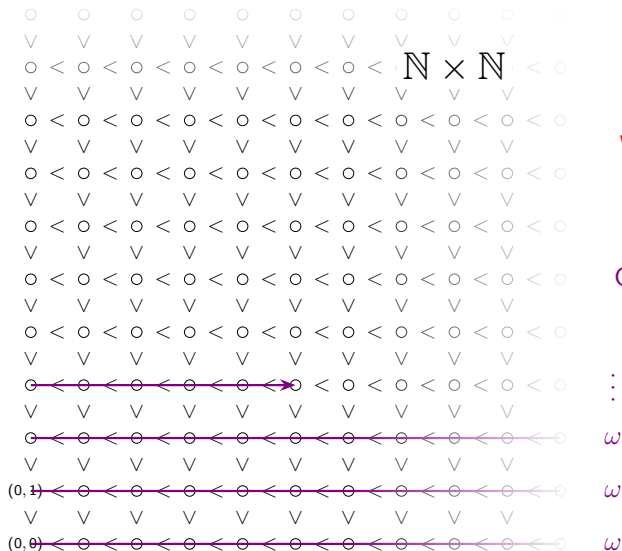 ∨ ∨ ∨ ∨ ∨ ∨ ∨ ∨ ∨ ∨
< < < < < < < ℕ × ℕ <
∨ ∨ ∨ ∨ ∨ ∨ ∨ ∨ ∨ ∨
< < < < < < < < < <
∨ ∨ ∨ ∨ ∨ ∨ ∨ ∨ ∨ ∨
< < < < < < < < < <
∨ ∨ ∨ ∨ ∨ ∨ ∨ ∨ ∨ ∨
< < < < < < < < < <
∨ ∨ ∨ ∨ ∨ ∨ ∨ ∨ ∨ ∨
< < < < < < < < < <
∨ ∨ ∨ ∨ ∨ ∨ ∨ ∨ ∨ ∨
< < < < < < < < < <
∨ ∨ ∨ ∨ ∨ ∨ ∨ ∨ ∨ ∨
< < < < < < < < < < ⋮
∨ ∨ ∨ ∨ ∨ ∨ ∨ ∨ ∨ ∨
< < < < < < < < < < ω
∨ ∨ ∨ ∨ ∨ ∨ ∨ ∨ ∨ ∨
(0, 1) < < < < < < < < < < ω
∨ ∨ ∨ ∨ ∨ ∨ ∨ ∨ ∨ ∨
(0, 0) < < < < < < < < < < ω